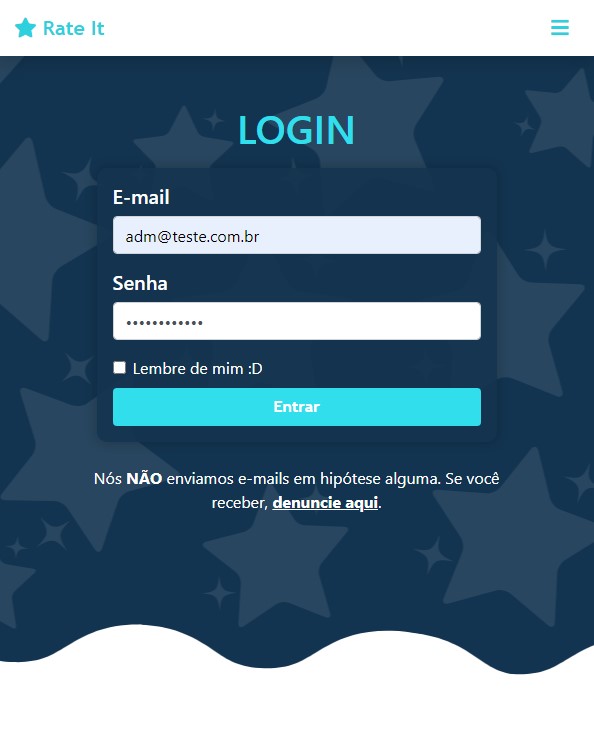 Rate It
LOGIN
E-mail
adm@teste.com.br
Senha
••••••••••••
Lembre de mim :D
Entrar
Nós NÃO enviamos e-mails em hipótese alguma. Se você
receber, denuncie aqui.